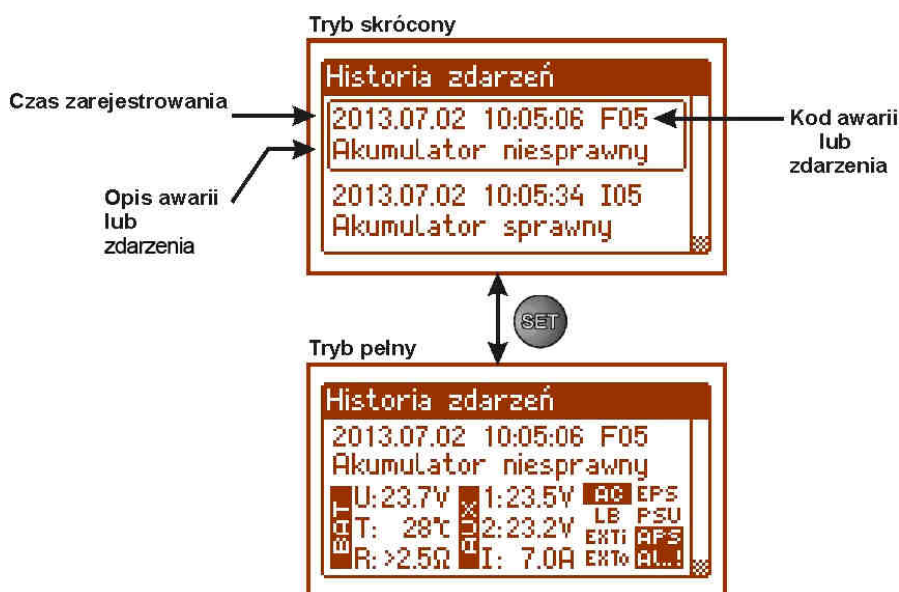 Tryb skrócony
Historia zdarzeń
Czas zarejestrowania
2013.07.02 10:05:06 F05
Akumulator niesprawny
Kod awarii
lub
zdarzenia
Opis awarii
lub
zdarzenia
2013.07.02 10:05:34 I05
Akumulator sprawny
SET
Tryb pełny
Historia zdarzeń
2013.07.02 10:05:06 F05
Akumulator niesprawny
BAT U:23.7V AUX 1:23.5V AC EPS
LB PSU
T: 28℃ 2:23.2V EXTi APS
R: >2.5Ω I: 7.0A EXTo AL...!